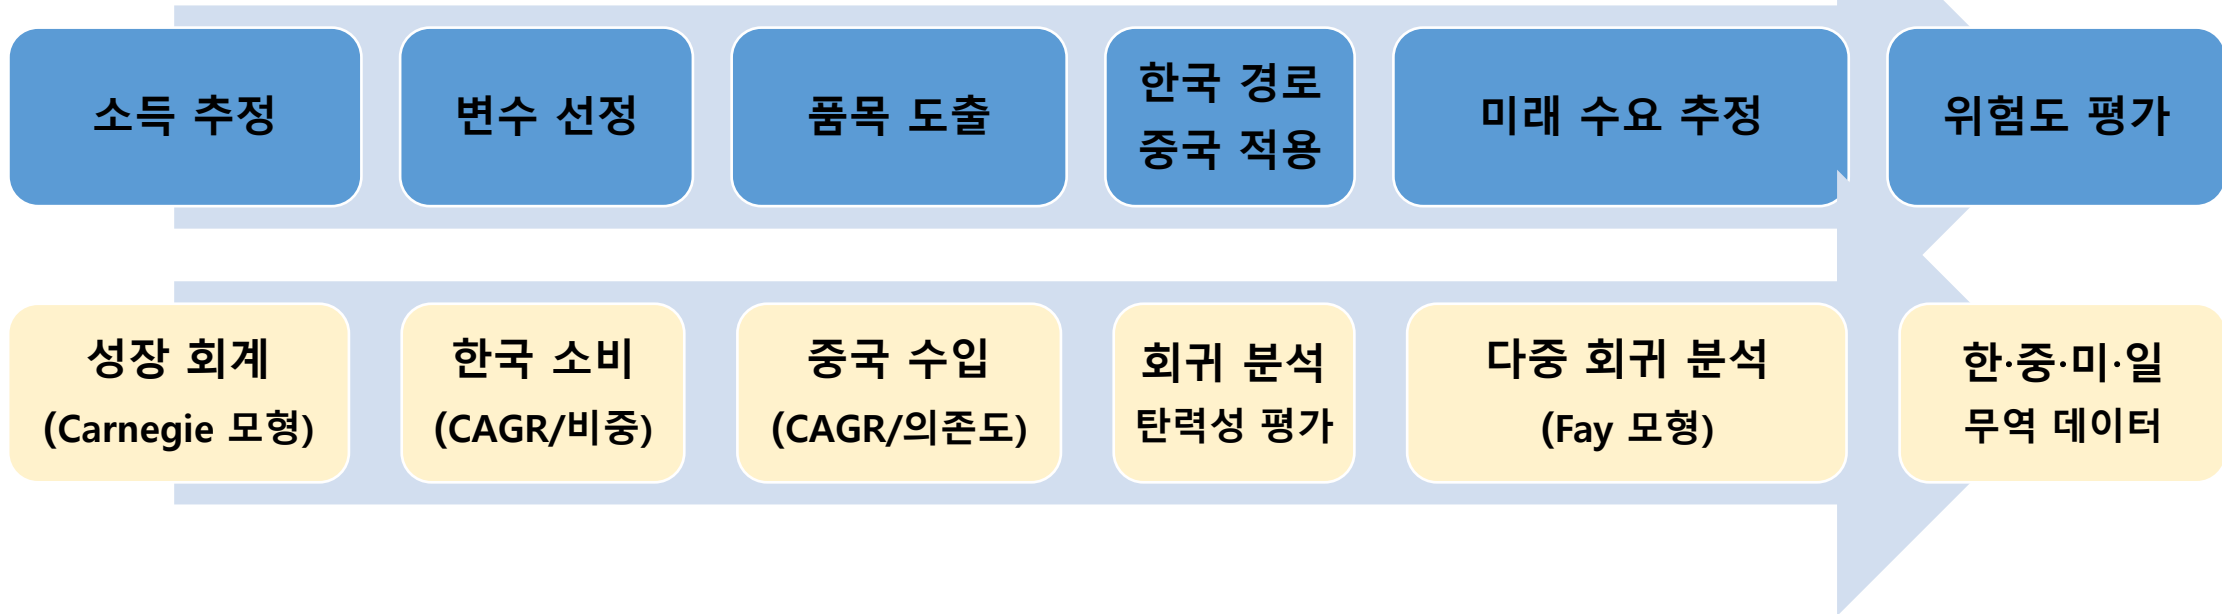 소득 추정
변수 선정
품목 도출
한국 경로
중국 적용
미래 수요 추정
위험도 평가
성장 회계
(Carnegie 모형)
한국 소비
(CAGR/비중)
중국 수입
(CAGR/의존도)
회귀 분석
탄력성 평가
다중 회귀 분석
(Fay 모형)
한·중·미·일
무역 데이터